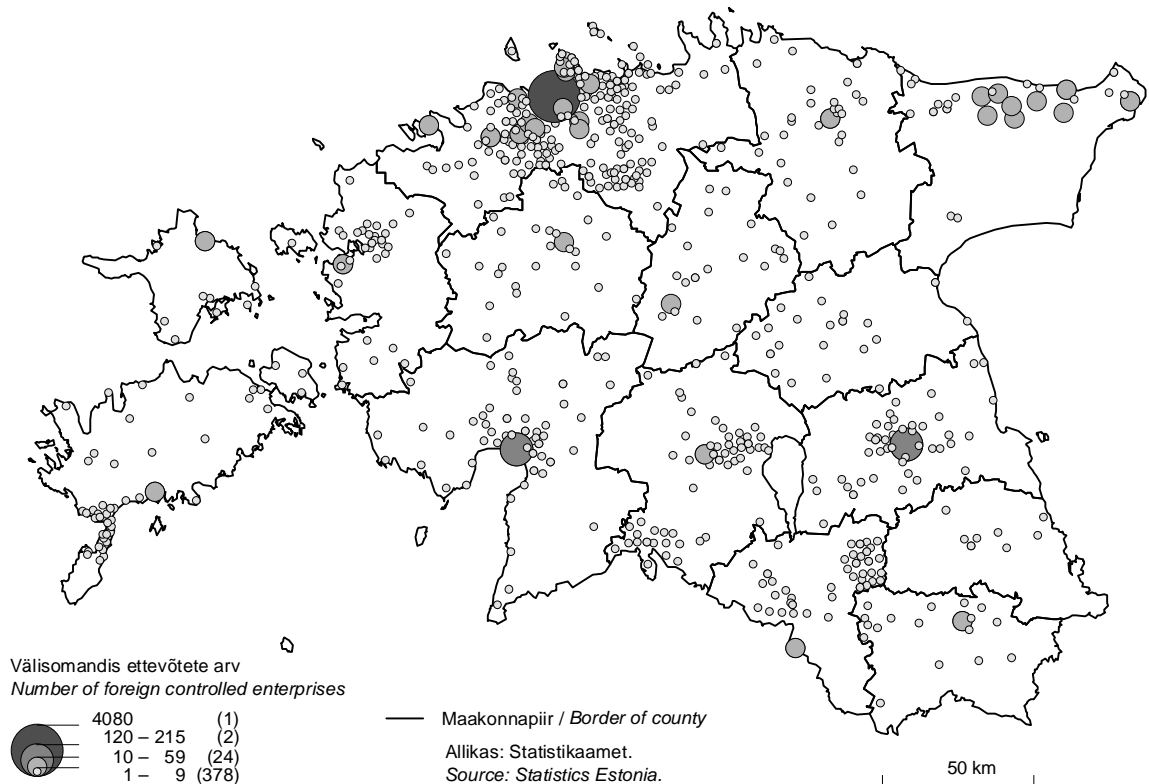 Välisomandis ettevõtete arv
Number of foreign controlled enterprises
4080 (1)
120 – 215 (2)
10 – 59 (24)
1 – 9 (378)
Maakonnapiir / Border of county
Allikas: Statistikaamet.
Source: Statistics Estonia.
50 km